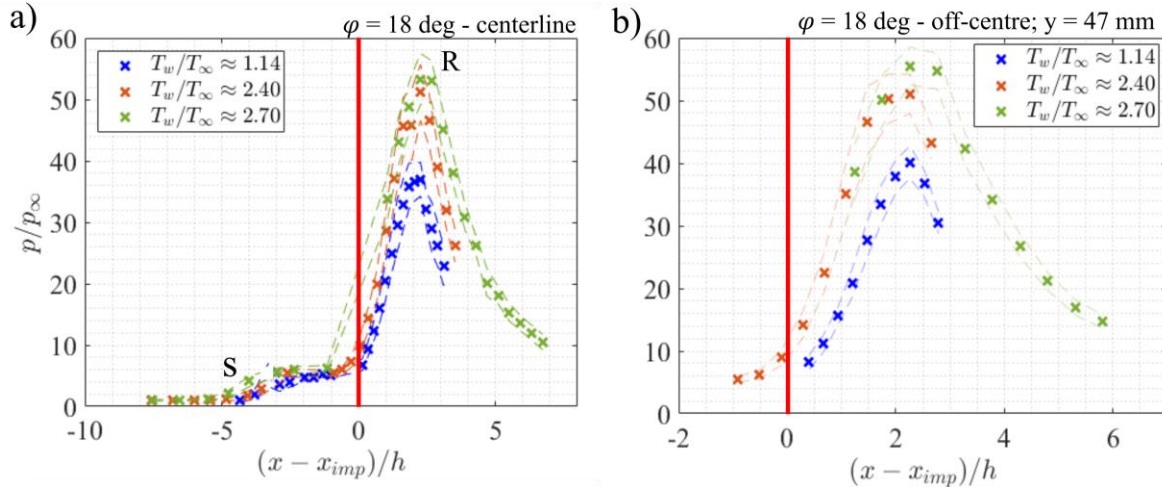 a)
φ = 18 deg - centerline
60
50
40
30
20
10
0
p/p∞
T_w/T_∞ ≈ 1.14
T_w/T_∞ ≈ 2.40
T_w/T_∞ ≈ 2.70
R
S
-10
-5
0
5
(x − x_imp)/h
b)
φ = 18 deg - off-centre; y = 47 mm
60
50
40
30
20
10
0
T_w/T_∞ ≈ 1.14
T_w/T_∞ ≈ 2.40
T_w/T_∞ ≈ 2.70
-2
0
2
4
6
(x − x_imp)/h